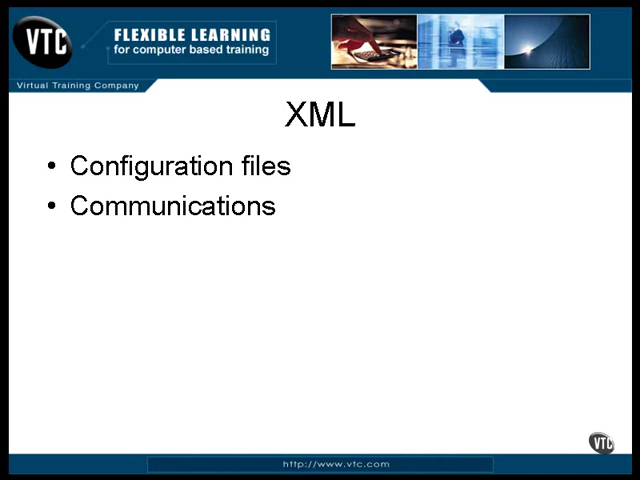 VTC
FLEXIBLE LEARNING
for computer based training
Virtual Training Company
XML
• Configuration files
• Communications
VTC
http://www.vtc.com